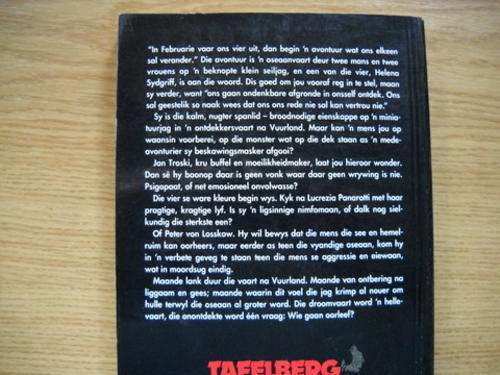 "In Februarie vaar ons vier uit, dan begin 'n avontuur wat ons elkeen
sal verander." Die avontuur is 'n oseaanavontuur deur twee mans en twee
vrouens op 'n beknopte klein seiljag, en een van die vier, Helena
Sydgriff, is aan die woord. Dis goed om jou vooraf reg in te stel, maan
sy verder, want "ons gaan ondenkbare afgronde in onsself ontdek. Ons
sal geestelik so naak wees dat ons ons rede nie sal kan vertrou nie."
Sy is die kalm, nugter spanlid – broodnodige eienskappe op 'n minia-
tuurjag in 'n ontdekkersvaart na Vuurland. Maar kan 'n mens jou op
waansin voorberei, op die monster wat op die dek staan as 'n mede-
avonturier sy beskawingsmasker afgooi?
Jan Troski, kru buffel en moeilikheidmaker, laat jou hieroor wonder.
Dan sê hy boonop daar is geen vonk waar daar geen wrywing is nie.
Psigopaat, of net emosioneel onvolwasse?
Die vier se ware kleure begin wys. Kyk na Lucrezia Panarotti met haar
pragtige, kragtige lyf. Is sy 'n ligsinnige nimfomaan, of dalk nog siel-
kundig die sterkste een?
Of Peter von Losskow. Hy wil bewys dat die mens die see en hemel-
ruim kan oorheers, maar eerder as teen die vyandige oseaan, kom hy
in 'n verbete geveg te staan teen die mens se aggressie en aiewaan,
wat in moordsug eindig.
Maande lank duur die vaart na Vuurland. Maande van ontbering na
liggaam en gees; maande waarin dit voel die jag krimp al nouer om
hulle terwyl die oseaan al groter word. Die droomvaart word 'n helle-
vaart, die anontdekte word één vraag: Wie gaan oorleef?
TAFELBERG